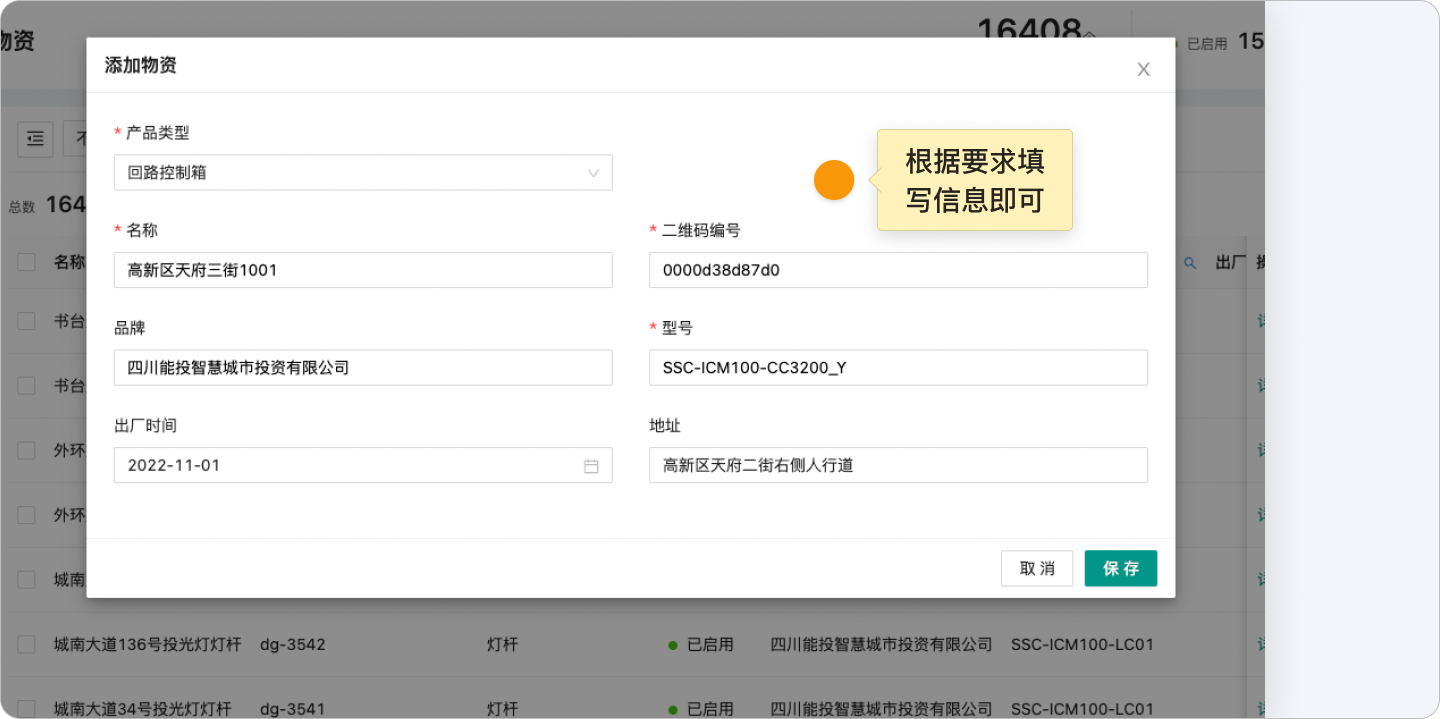 物资
16408
已启用 15
添加物资
X
* 产品类型
回路控制箱
根据要求填
写信息即可
总数 164
* 名称
* 二维码编号
名称
高新区天府三街1001
0000d38d87d0
出厂
书台
品牌
* 型号
四川能投智慧城市投资有限公司
SSC-ICM100-CC3200_Y
书台
出厂时间
地址
外环
2022-11-01
高新区天府二街右侧人行道
外环
取消
保存
城南
城南大道136号投光灯灯杆 dg-3542 灯杆 已启用 四川能投智慧城市投资有限公司 SSC-ICM100-LC01
城南大道34号投光灯灯杆 dg-3541 灯杆 已启用 四川能投智慧城市投资有限公司 SSC-ICM100-LC01